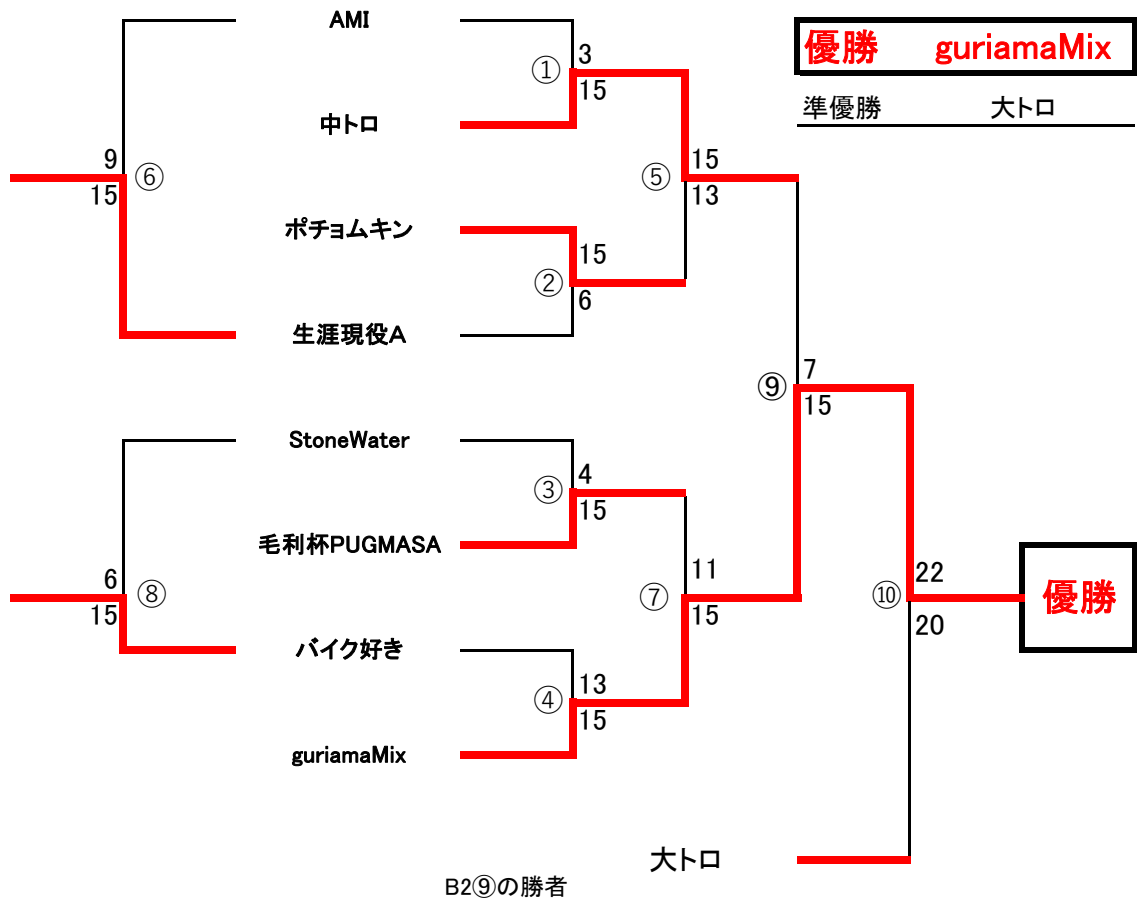 AMI
優勝 guriamaMix
3
①
15
準優勝 大トロ
中トロ
9
⑥
15
15
⑤
13
ポチョムキン
15
②
6
生涯現役A
7
⑨
15
StoneWater
4
③
15
毛利杯PUGMASA
6
⑧
15
11
⑦
15
22
⑩
20
優勝
バイク好き
13
④
15
guriamaMix
大トロ
B2⑨の勝者